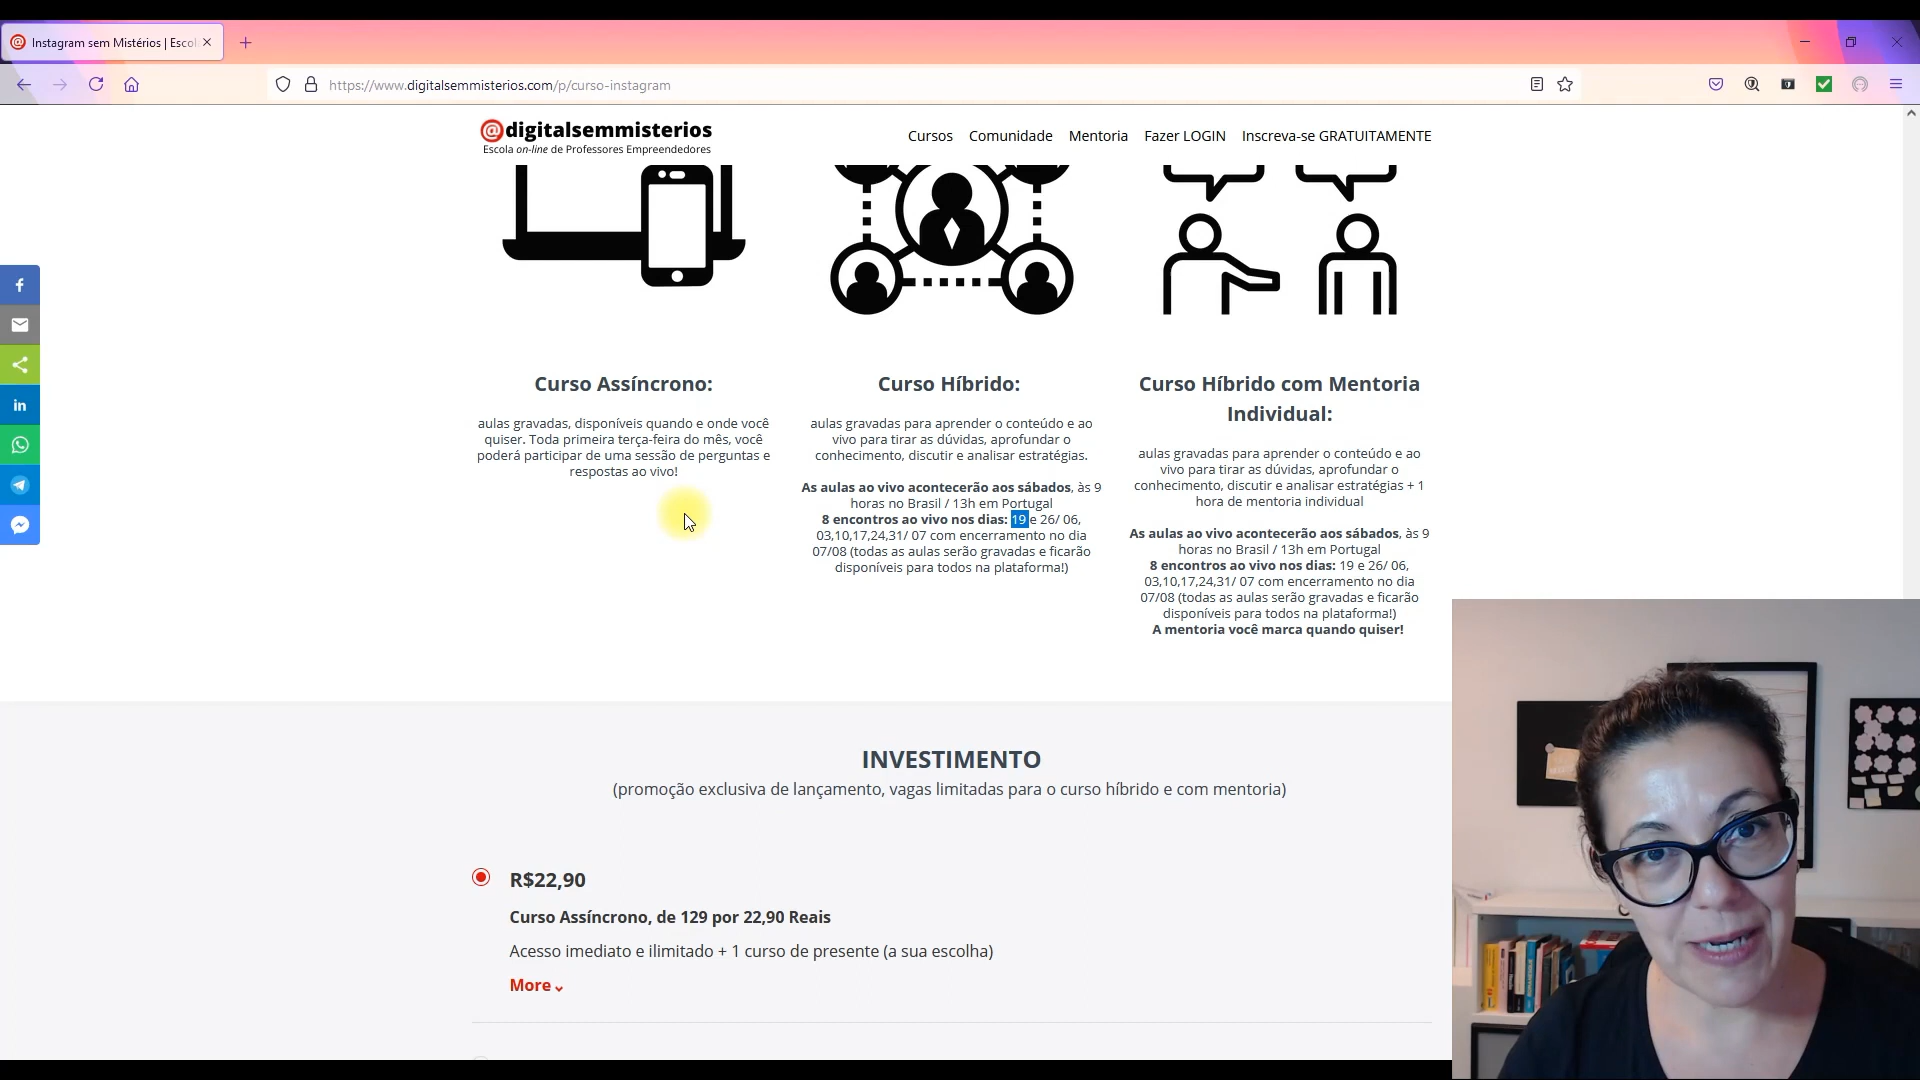 Instagram sem Mistérios | Escol
https://www.digitalsemmisterios.com/p/curso-instagram
@digitalsemmisterios
Escola on-line de Professores Empreendedores
Cursos
Comunidade
Mentoria
Fazer LOGIN
Inscreva-se GRATUITAMENTE
Curso Assíncrono:
aulas gravadas, disponíveis quando e onde você
quiser. Toda primeira terça-feira do mês, você
poderá participar de uma sessão de perguntas e
respostas ao vivo!
Curso Híbrido:
aulas gravadas para aprender o conteúdo e ao
vivo para tirar as dúvidas, aprofundar o
conhecimento, discutir e analisar estratégias.
As aulas ao vivo acontecerão aos sábados, às 9
horas no Brasil / 13h em Portugal
8 encontros ao vivo nos dias: 19 e 26/ 06,
03,10,17,24,31/ 07 com encerramento no dia
07/08 (todas as aulas serão gravadas e ficarão
disponíveis para todos na plataforma!)
Curso Híbrido com Mentoria
Individual:
aulas gravadas para aprender o conteúdo e ao
vivo para tirar as dúvidas, aprofundar o
conhecimento, discutir e analisar estratégias + 1
hora de mentoria individual
As aulas ao vivo acontecerão aos sábados, às 9
horas no Brasil / 13h em Portugal
8 encontros ao vivo nos dias: 19 e 26/ 06,
03,10,17,24,31/ 07 com encerramento no dia
07/08 (todas as aulas serão gravadas e ficarão
disponíveis para todos na plataforma!)
A mentoria você marca quando quiser!
INVESTIMENTO
(promoção exclusiva de lançamento, vagas limitadas para o curso híbrido e com mentoria)
R$22,90
Curso Assíncrono, de 129 por 22,90 Reais
Acesso imediato e ilimitado + 1 curso de presente (a sua escolha)
More